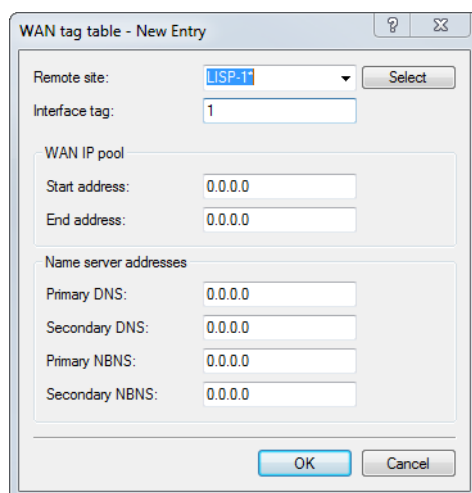 WAN tag table - New Entry
Remote site: LISP-1* Select
Interface tag: 1
WAN IP pool
Start address: 0.0.0.0
End address: 0.0.0.0
Name server addresses
Primary DNS: 0.0.0.0
Secondary DNS: 0.0.0.0
Primary NBNS: 0.0.0.0
Secondary NBNS: 0.0.0.0
OK Cancel